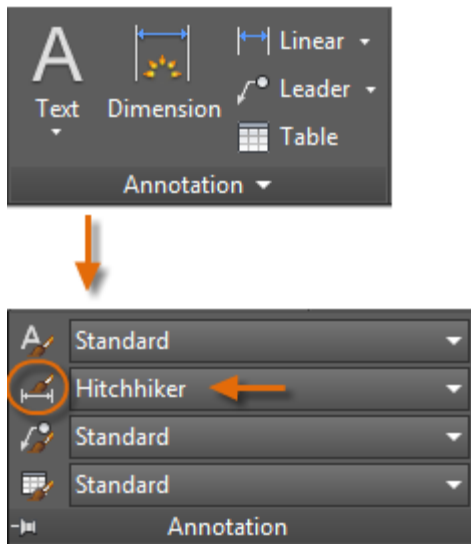 A
Text
Dimension
Linear
Leader
Table
Annotation
A Standard
Hitchhiker
Standard
Standard
Annotation